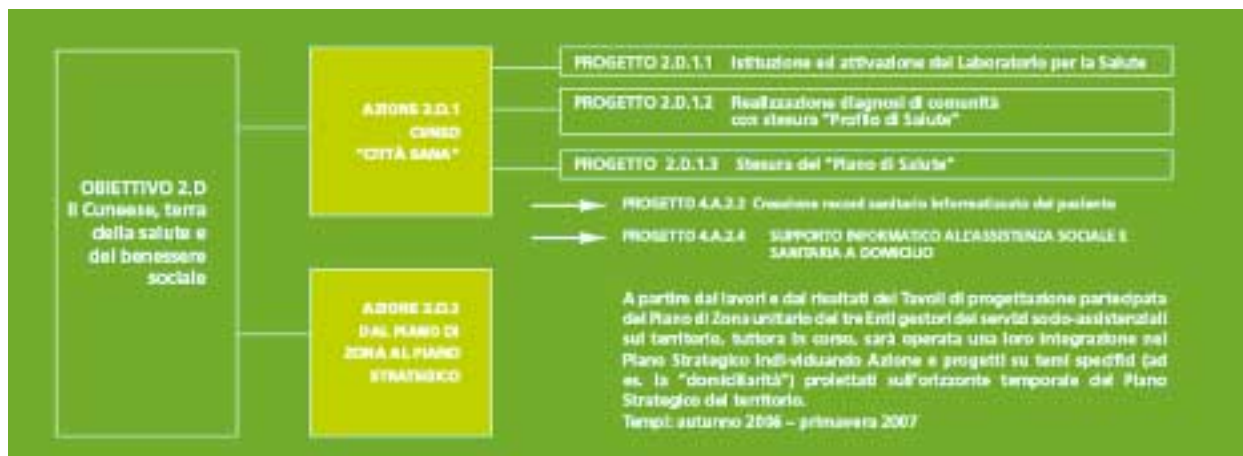 OBIETTIVO 2.D
Il Cuneese, terra
della salute e
del benessere
sociale
AZIONE 2.D.1
CUNEO
"CITTÀ SANA"
PROGETTO 2.D.1.1 Istituzione ed attivazione del Laboratorio per la Salute
PROGETTO 2.D.1.2 Realizzazione diagnosi di comunità
con stesura "Profilo di Salute"
PROGETTO 2.D.1.3 Stesura del "Piano di Salute"
PROGETTO 4.A.2.2 Creazione record sanitario informatizzato del paziente
PROGETTO 4.A.2.4 SUPPORTO INFORMATICO ALL'ASSISTENZA SOCIALE E
SANITARIA A DOMICILIO
AZIONE 2.D.2
DAL PIANO DI
ZONA AL PIANO
STRATEGICO
A partire dai lavori e dai risultati dei Tavoli di progettazione partecipata
del Piano di Zona unitario dei tre Enti gestori dei servizi socio-assistenziali
sul territorio, tuttora in corso, sarà operata una loro integrazione nel
Piano Strategico indi-viduando Azione e progetti su temi specifici (ad
es. la "domiciliarità") proiettati sull'orizzonte temporale del Piano
Strategico del territorio.
Tempi: autunno 2006 – primavera 2007